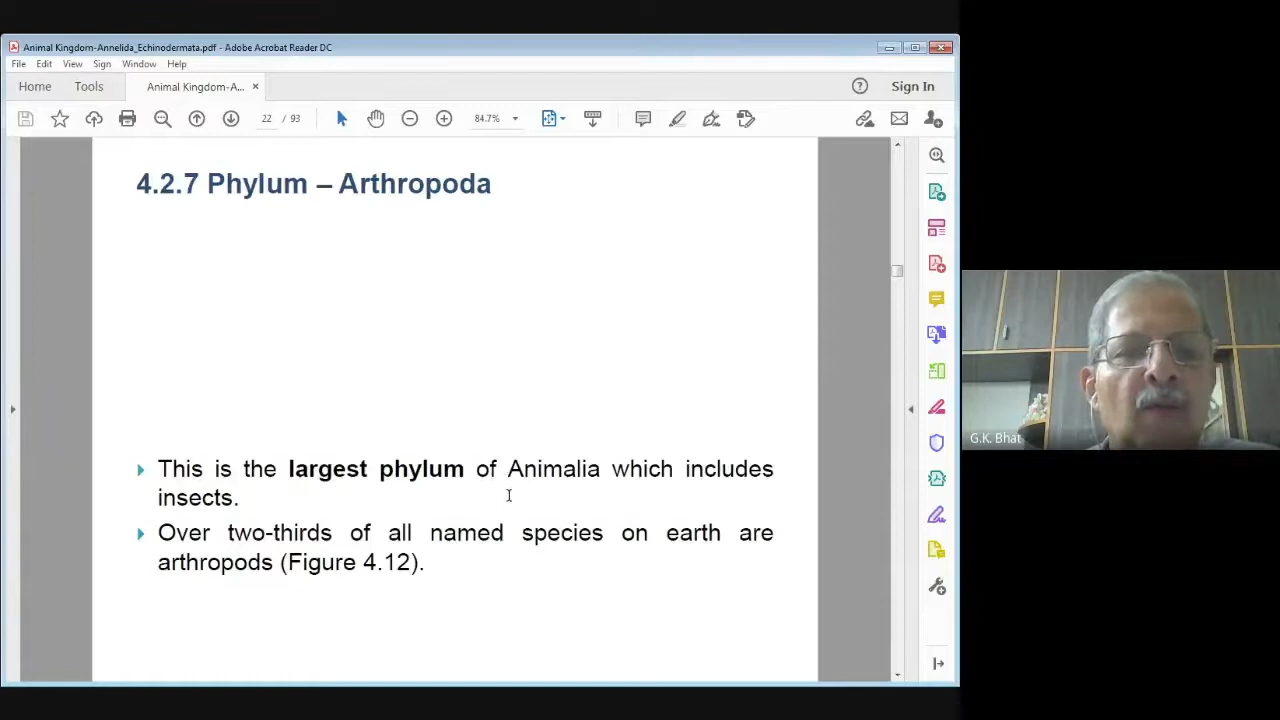 Animal Kingdom-Annelida_Echinodermata.pdf - Adobe Acrobat Reader DC
File Edit View Sign Window Help
Home Tools Animal Kingdom-A... × Sign In
22 / 93 84.7%
4.2.7 Phylum – Arthropoda
This is the largest phylum of Animalia which includes
insects.
Over two-thirds of all named species on earth are
arthropods (Figure 4.12).
G.K. Bhat